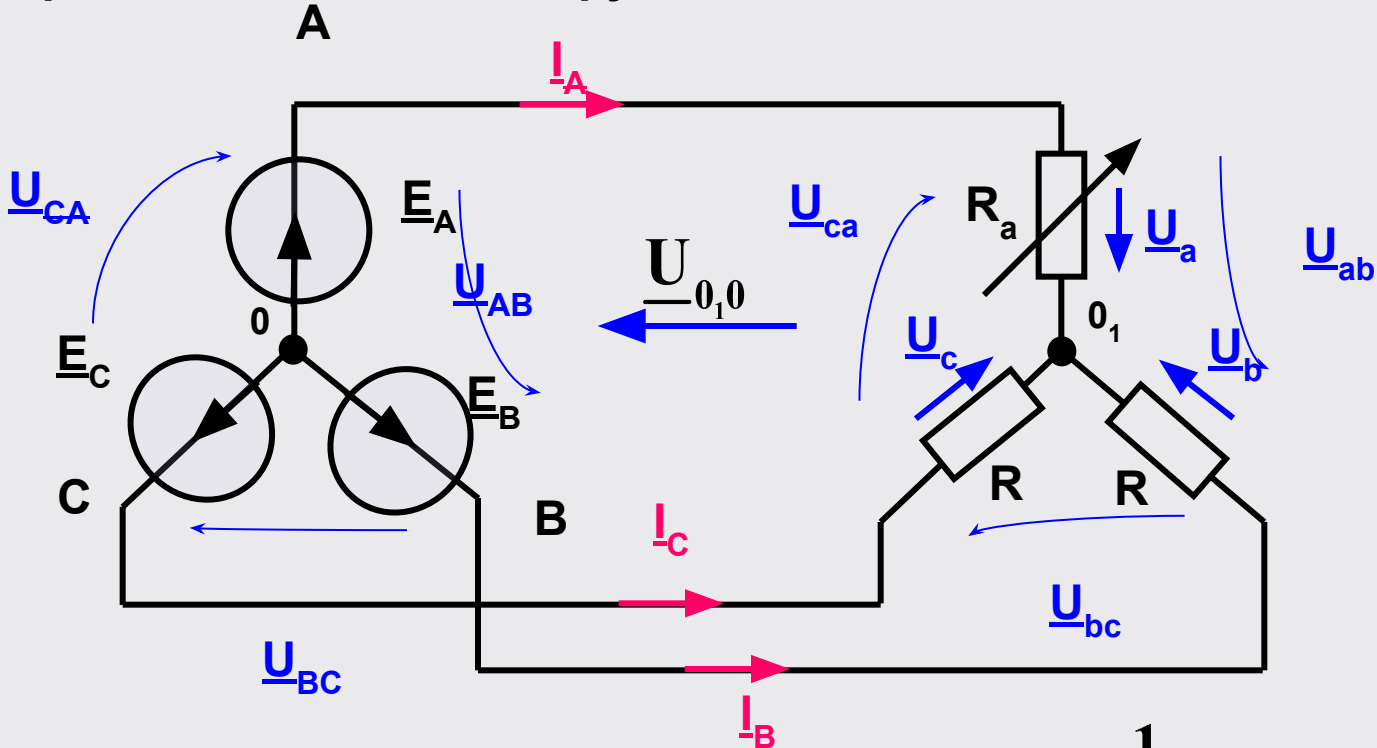 A
I_A
U_CA
E_A
U_ca
R_a
U_a
U_ab
U_0₁0
U_AB
0
0₁
E_C
U_c
U_b
E_B
C
R
R
B
I_C
U_bc
U_BC
I_B
1